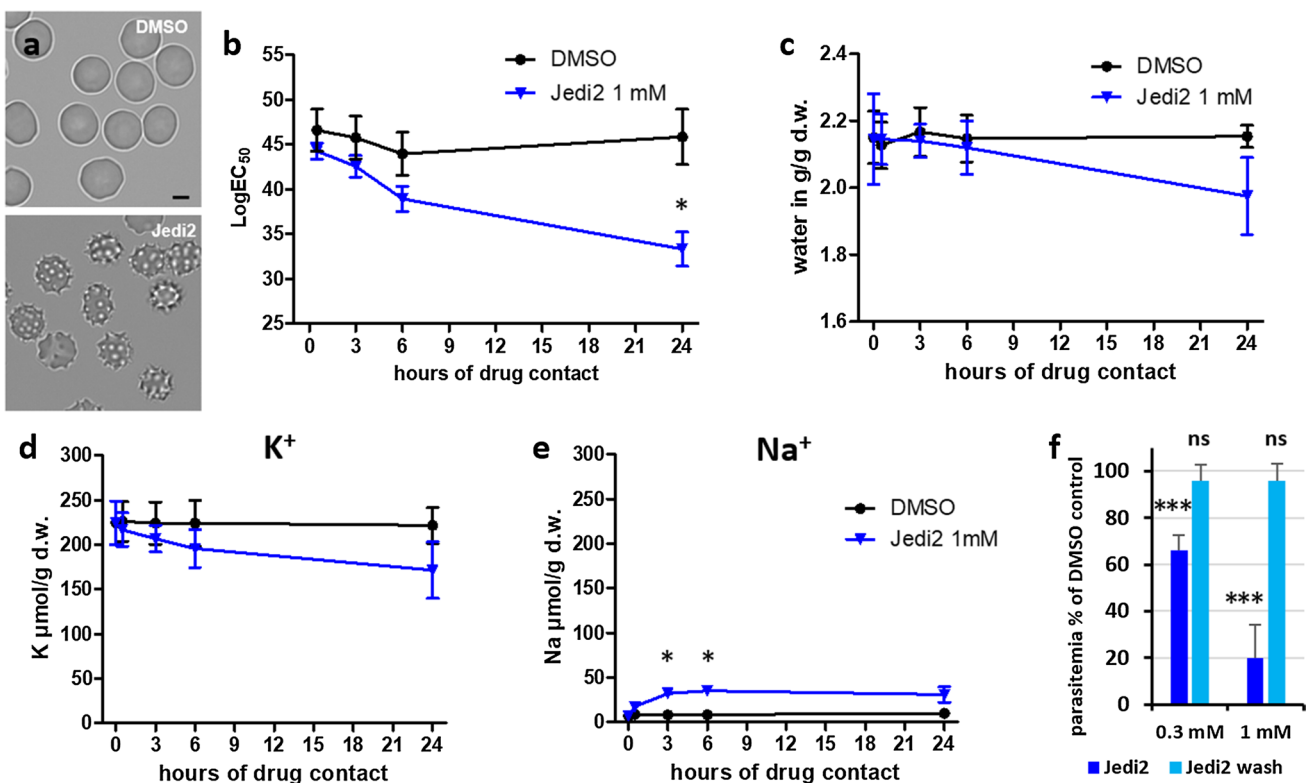 a
DMSO
Jedi2
b
DMSO
Jedi2 1 mM
55
50
45
40
35
30
25
LogEC50
*
0 3 6 9 12 15 18 21 24
hours of drug contact
c
DMSO
Jedi2 1 mM
2.4
2.2
2.0
1.8
1.6
water in g/g d.w.
0 3 6 9 12 15 18 21 24
hours of drug contact
d
K+
300
250
200
150
100
50
0
K µmol/g d.w.
0 3 6 9 12 15 18 21 24
hours of drug contact
e
Na+
DMSO
Jedi2 1mM
300
250
200
150
100
50
0
Na µmol/g d.w.
* *
0 3 6 9 12 15 18 21 24
hours of drug contact
f
ns ns
***
***
100
80
60
40
20
0
parasitemia % of DMSO control
0.3 mM 1 mM
Jedi2 Jedi2 wash